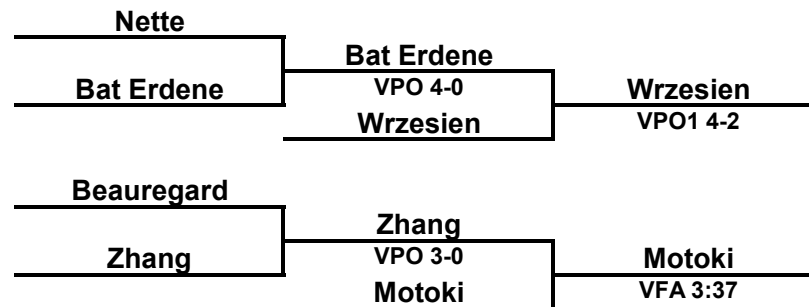 Nette
Bat Erdene
Bat Erdene
VPO 4-0
Wrzesien
Wrzesien
VPO1 4-2
Beauregard
Zhang
Zhang
VPO 3-0
Motoki
Motoki
VFA 3:37